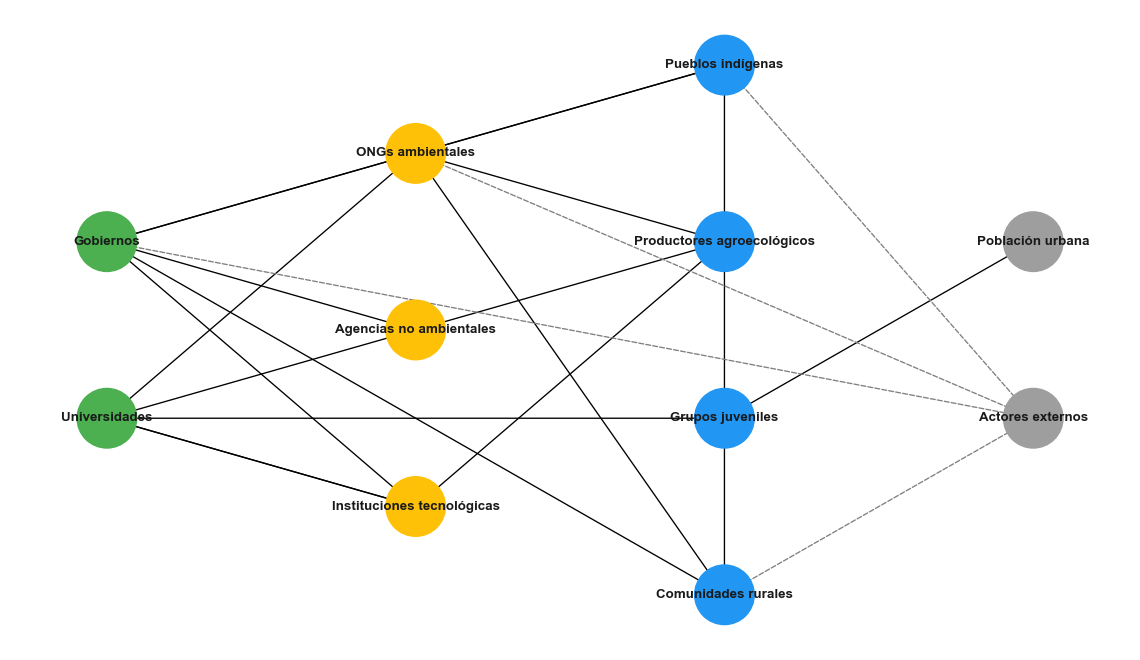 Pueblos indígenas
ONGs ambientales
Gobiernos
Productores agroecológicos
Población urbana
Agencias no ambientales
Universidades
Grupos juveniles
Actores externos
Instituciones tecnológicas
Comunidades rurales